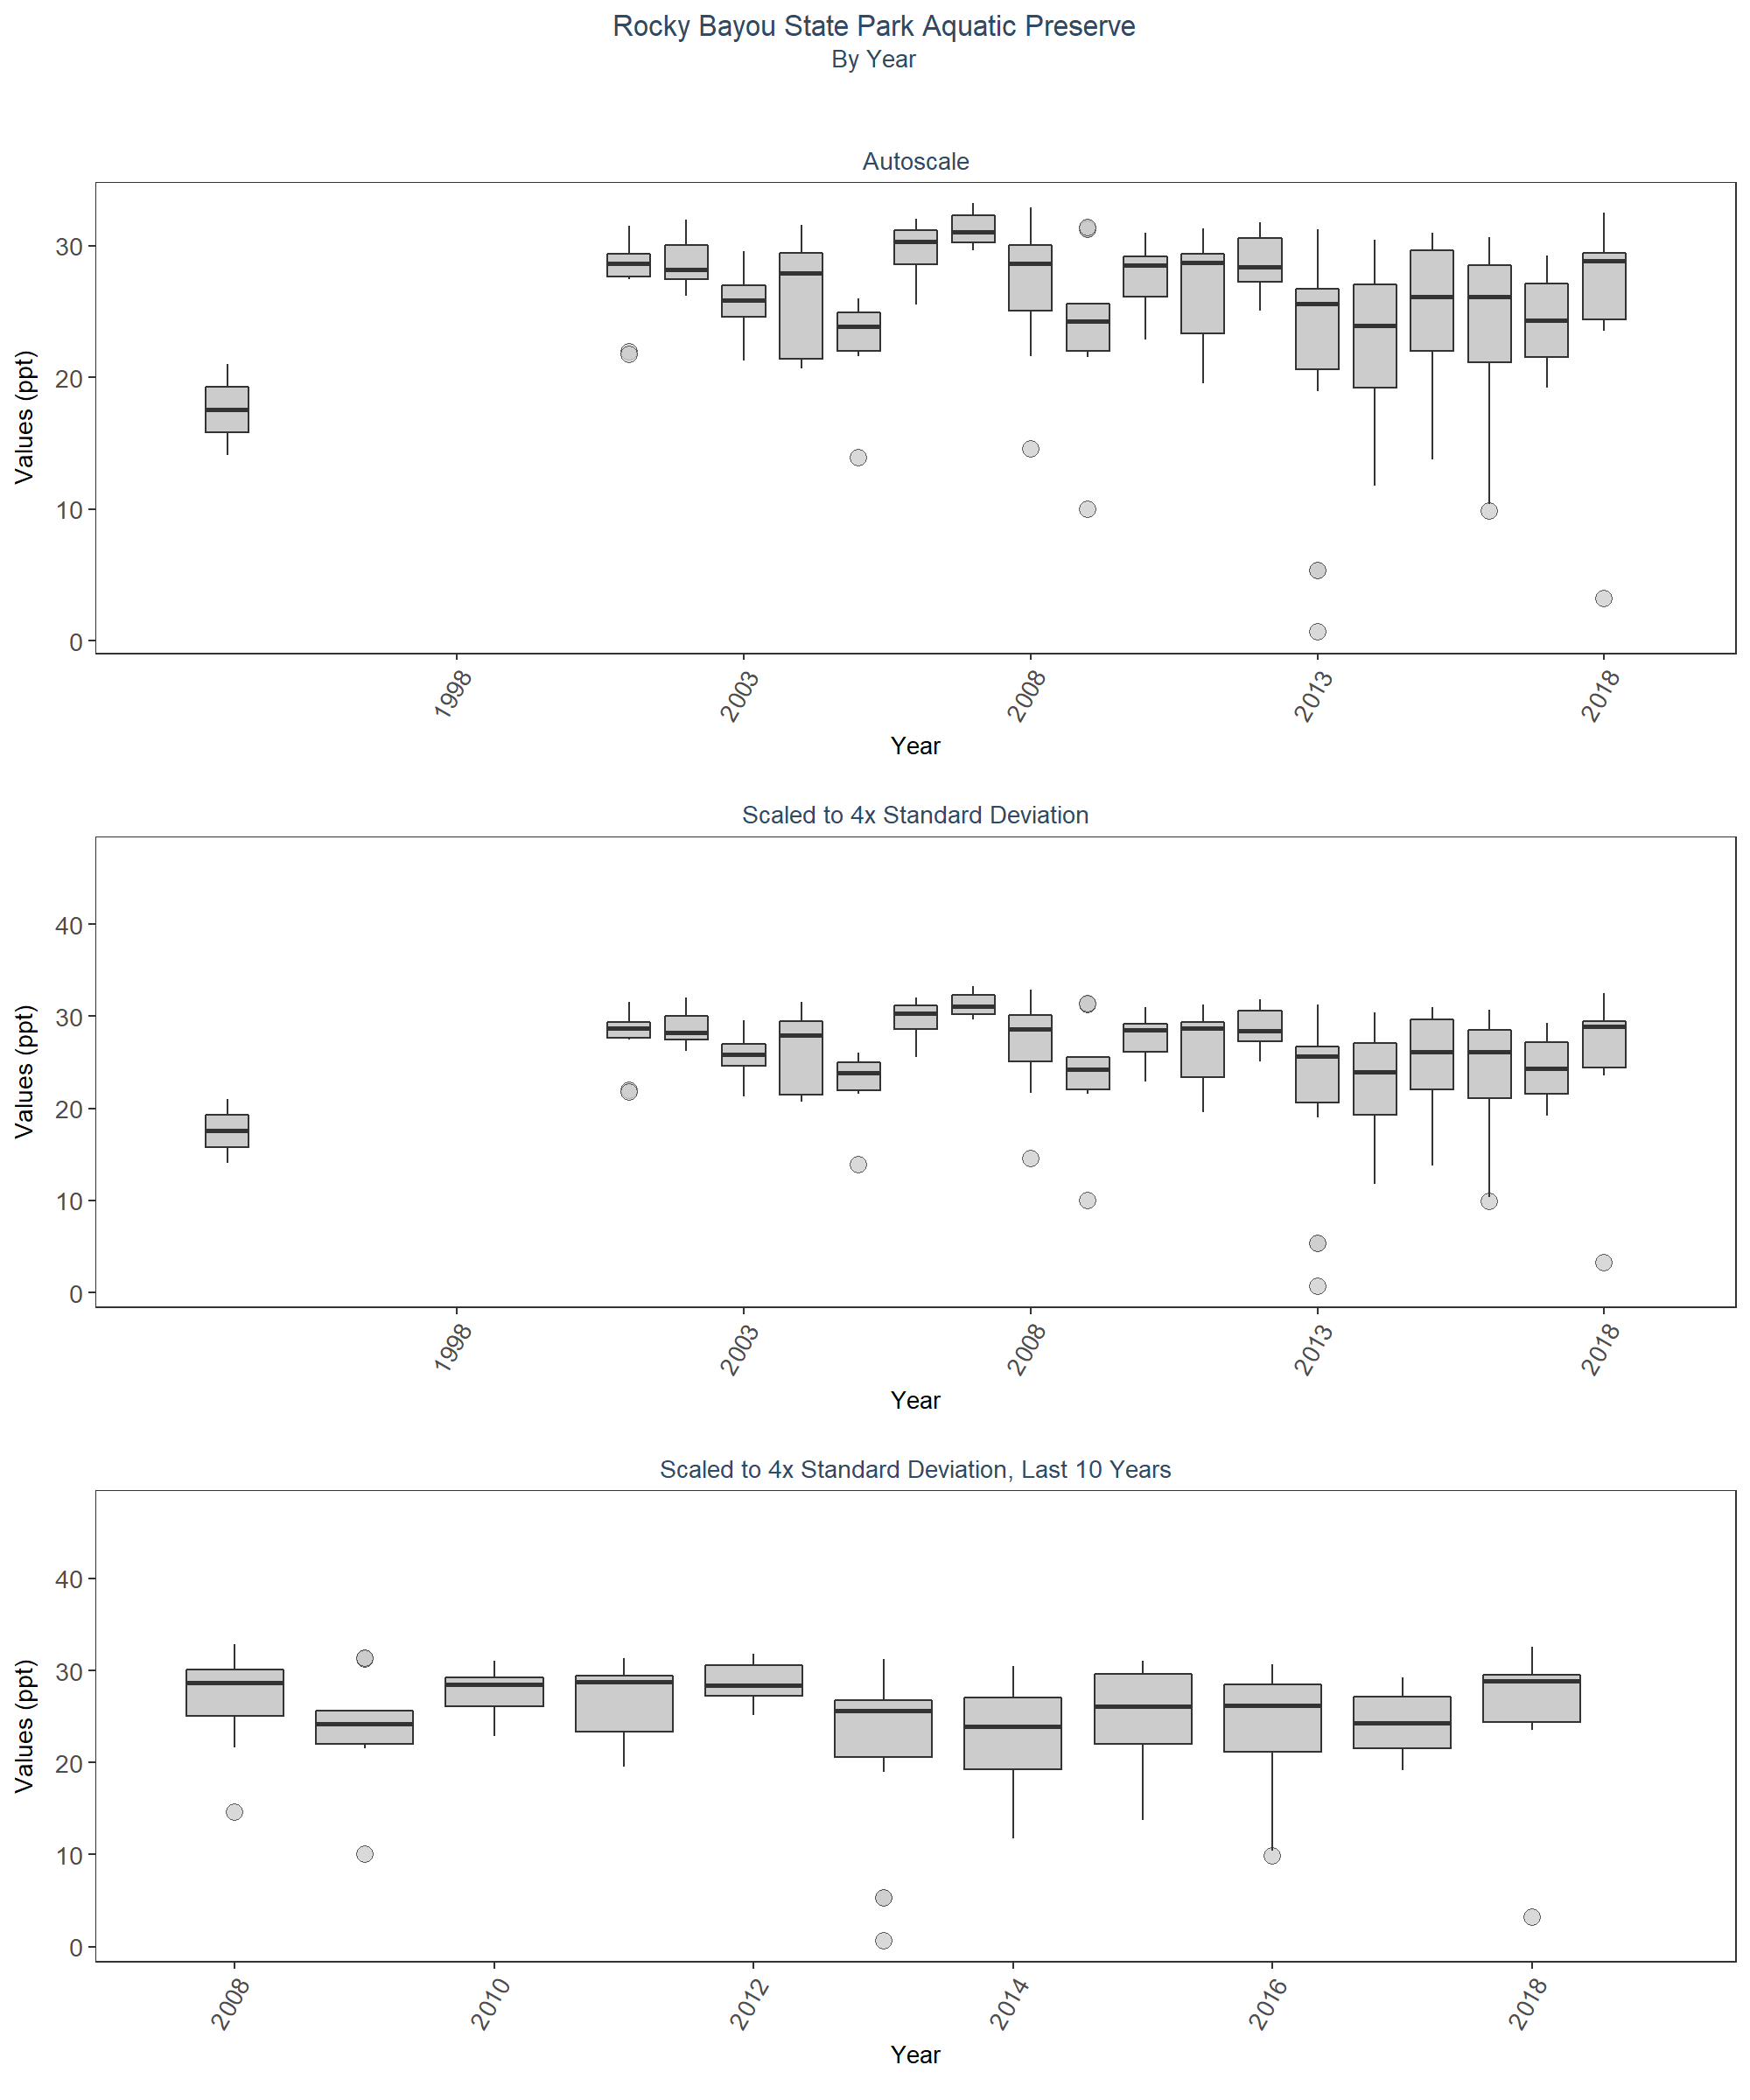 Rocky Bayou State Park Aquatic Preserve
By Year
Autoscale
Values (ppt)
30
20
10
0
1998
2003
2008
2013
2018
Year
Scaled to 4x Standard Deviation
Values (ppt)
40
30
20
10
0
1998
2003
2008
2013
2018
Year
Scaled to 4x Standard Deviation, Last 10 Years
Values (ppt)
40
30
20
10
0
2008
2010
2012
2014
2016
2018
Year